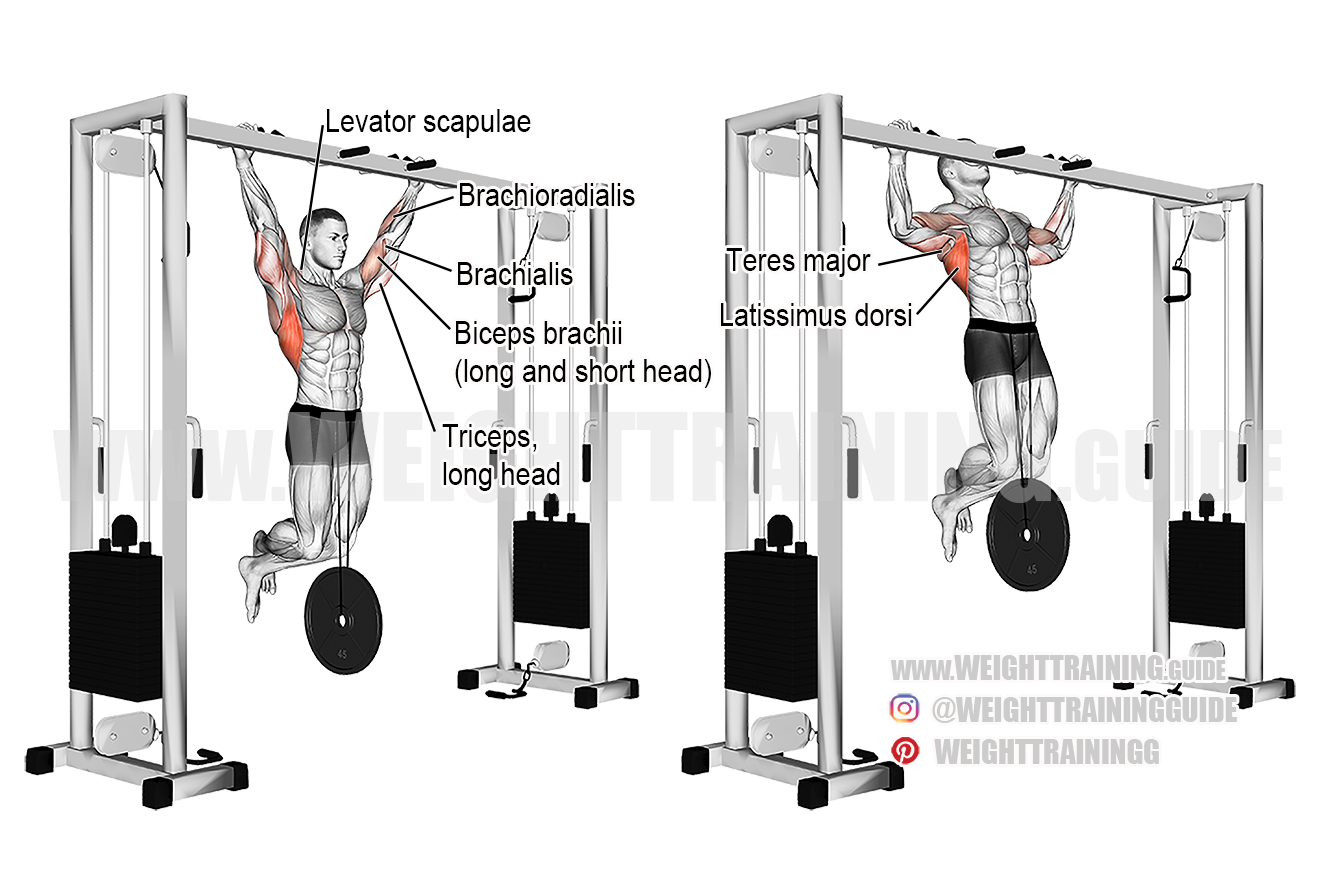 Levator scapulae
Brachioradialis
Brachialis
Biceps brachii
(long and short head)
Triceps,
long head
45
Teres major
Latissimus dorsi
45
www.WEIGHTTRAINING.GUIDE
www.WEIGHTTRAINING.GUIDE
@WEIGHTTRAININGGUIDE
WEIGHTTRAININGG